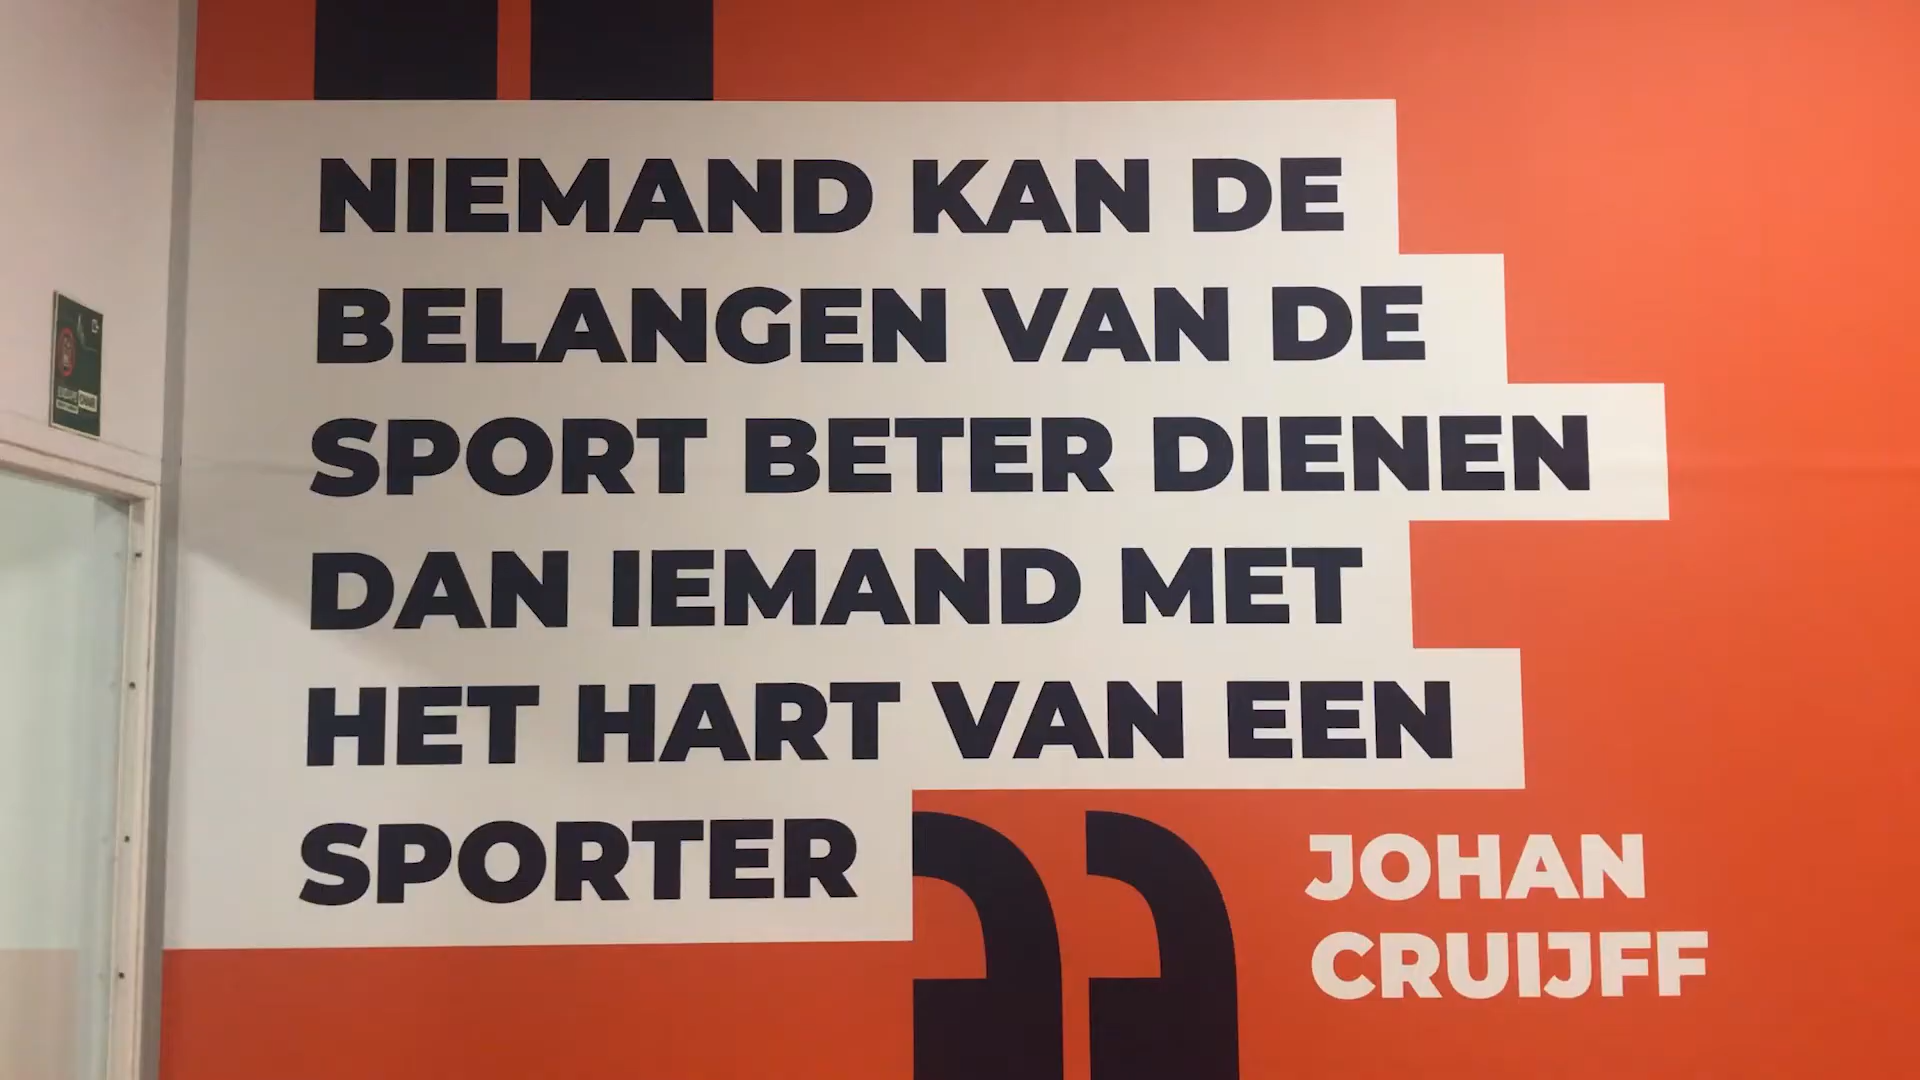 NIEMAND KAN DE
BELANGEN VAN DE
SPORT BETER DIENEN
DAN IEMAND MET
HET HART VAN EEN
SPORTER
JOHAN
CRUIJFF